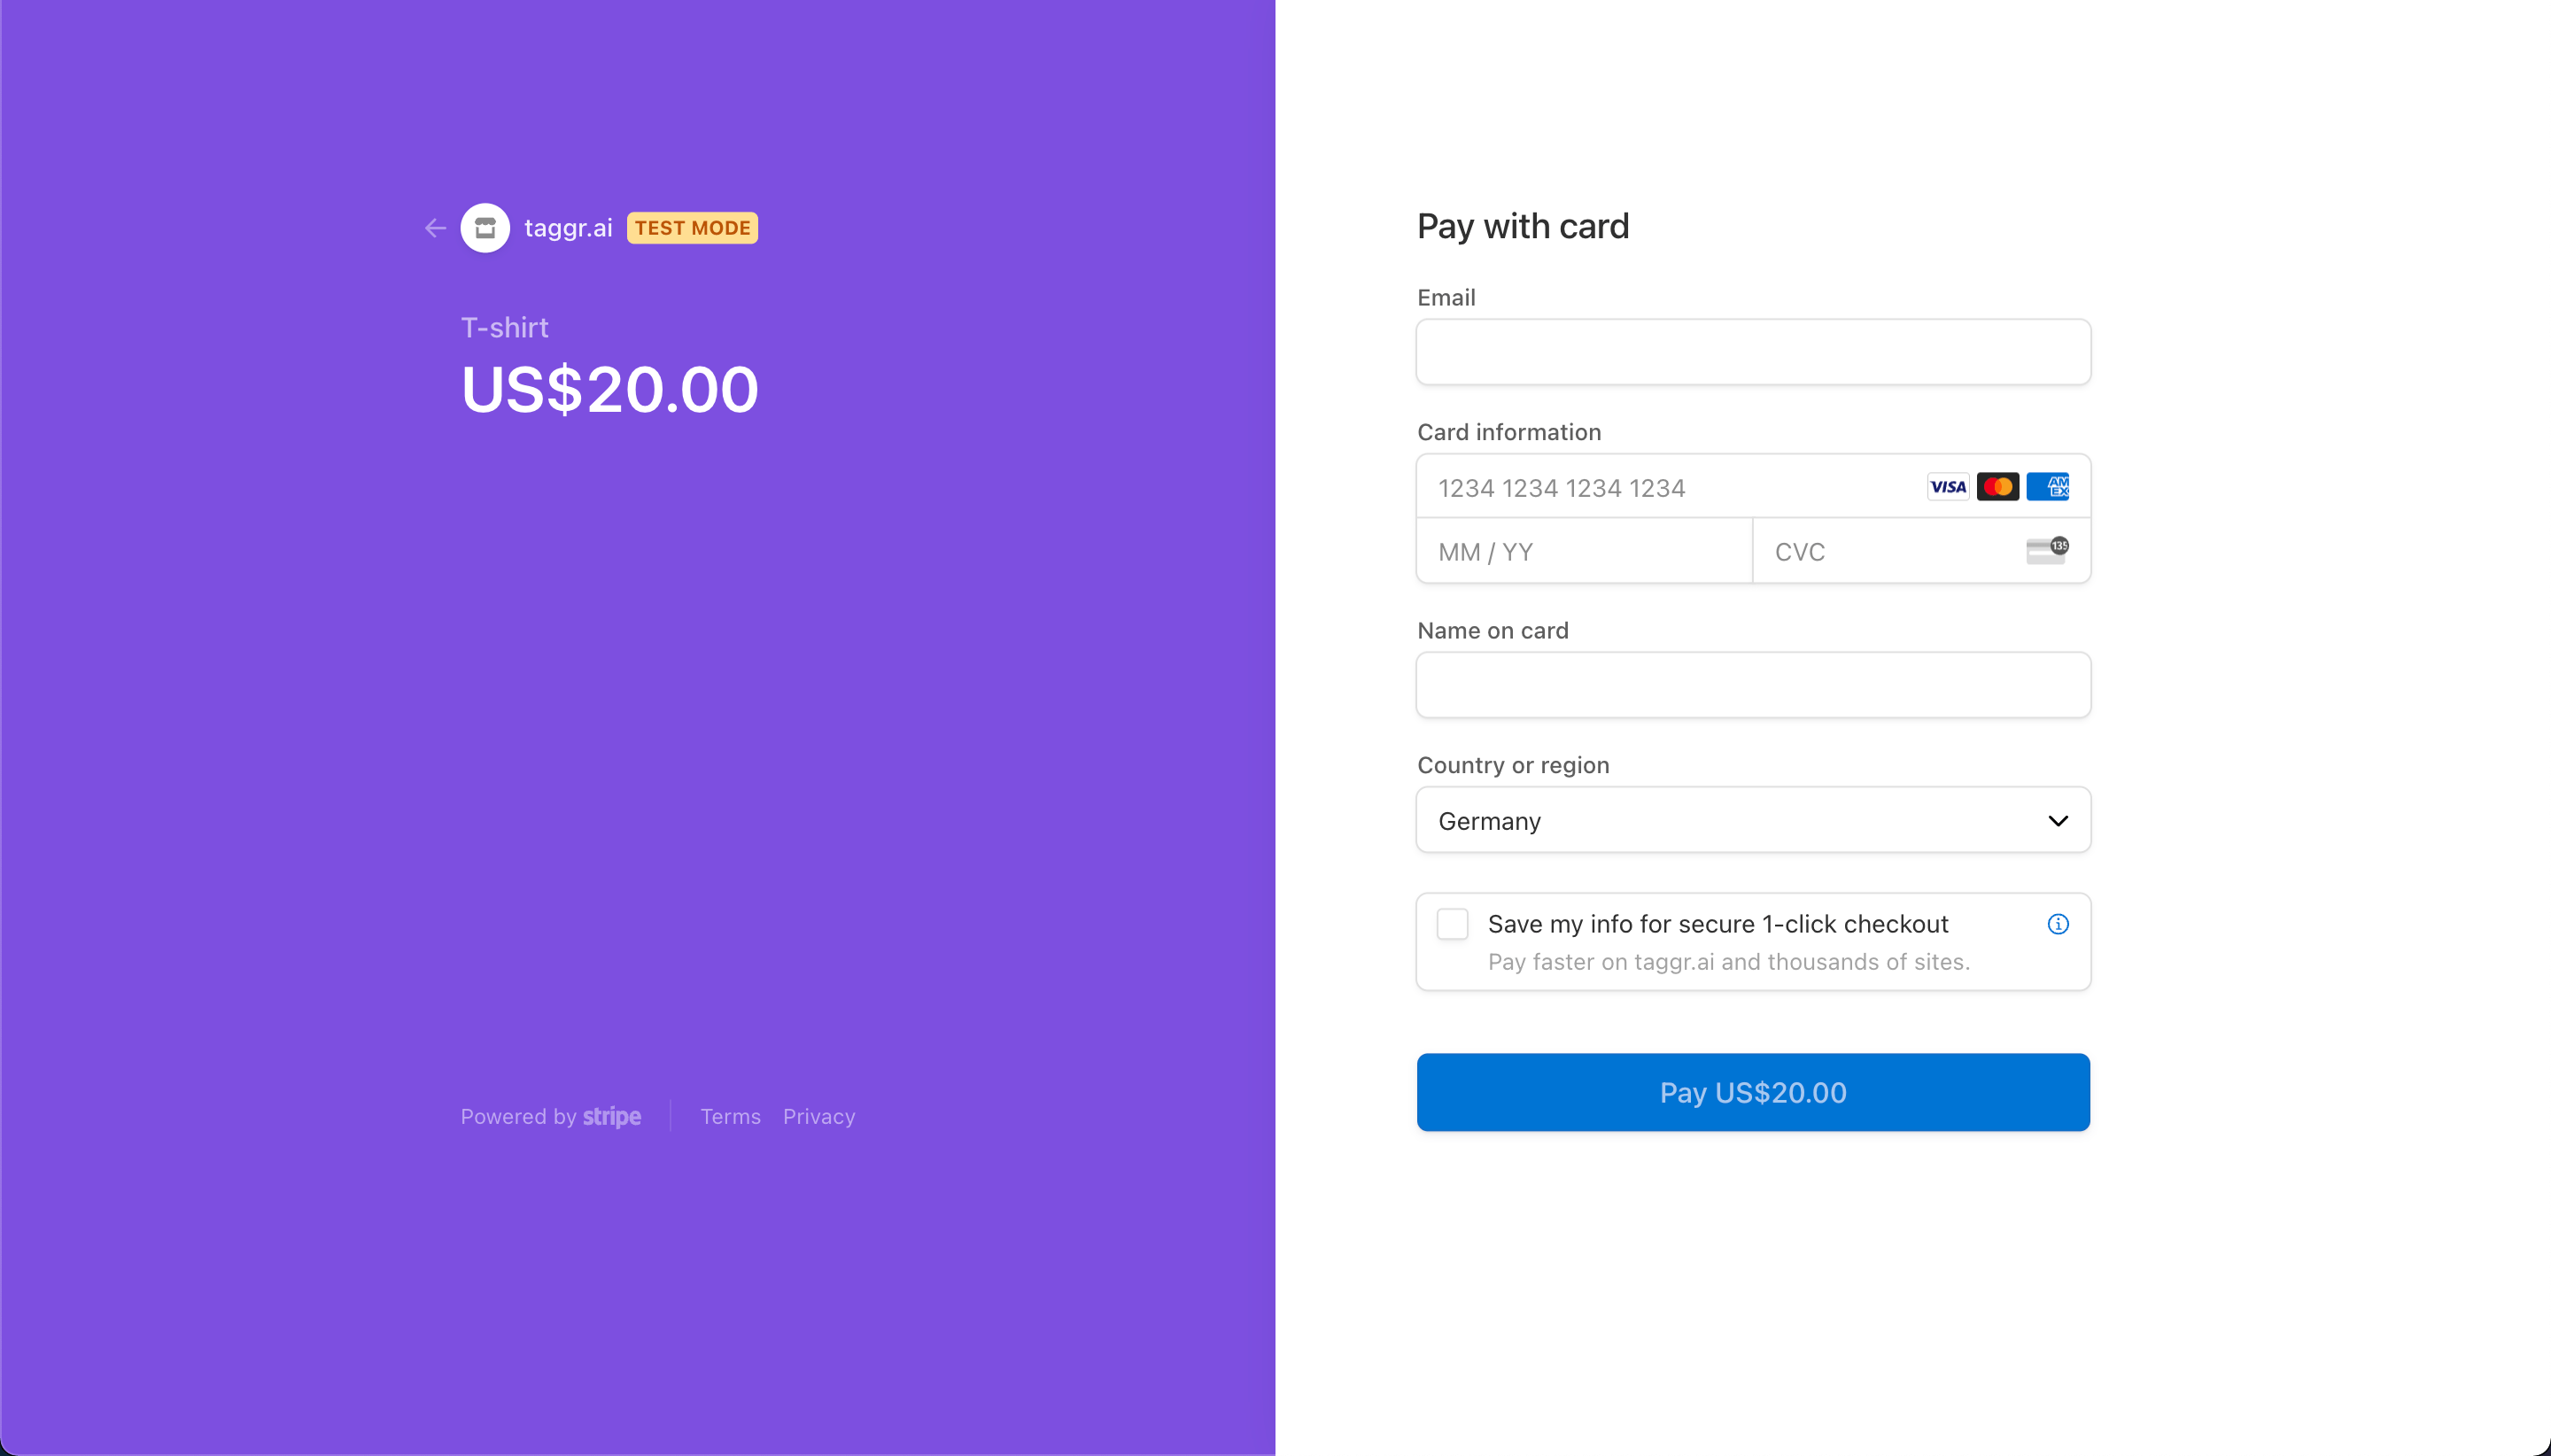 taggr.ai TEST MODE
T-shirt
US$20.00
Powered by stripe Terms Privacy
Pay with card
Email
Card information
1234 1234 1234 1234 VISA AM EX
MM / YY CVC 135
Name on card
Country or region
Germany
Save my info for secure 1-click checkout
Pay faster on taggr.ai and thousands of sites.
Pay US$20.00